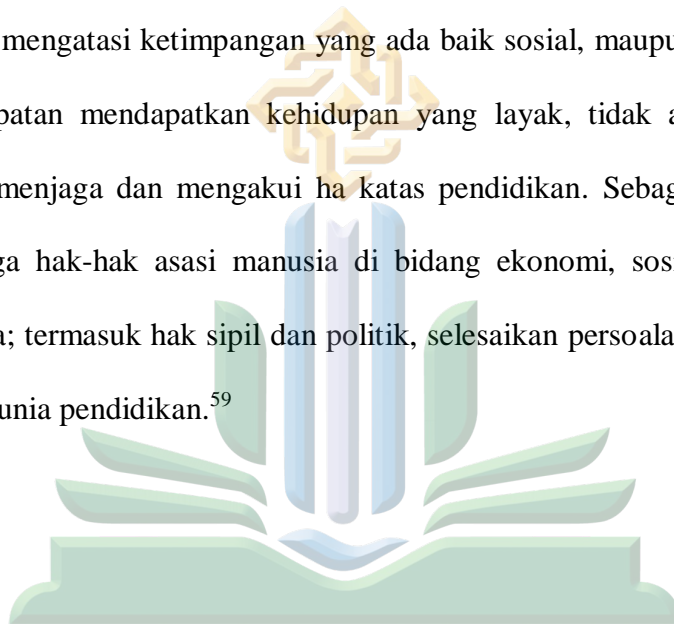 mengatasi ketimpangan yang ada baik sosial, maupu
patan mendapatkan kehidupan yang layak, tidak a
menjaga dan mengakui ha katas pendidikan. Sebag
ga hak-hak asasi manusia di bidang ekonomi, sosi
a; termasuk hak sipil dan politik, selesaikan persoala
unia pendidikan.59